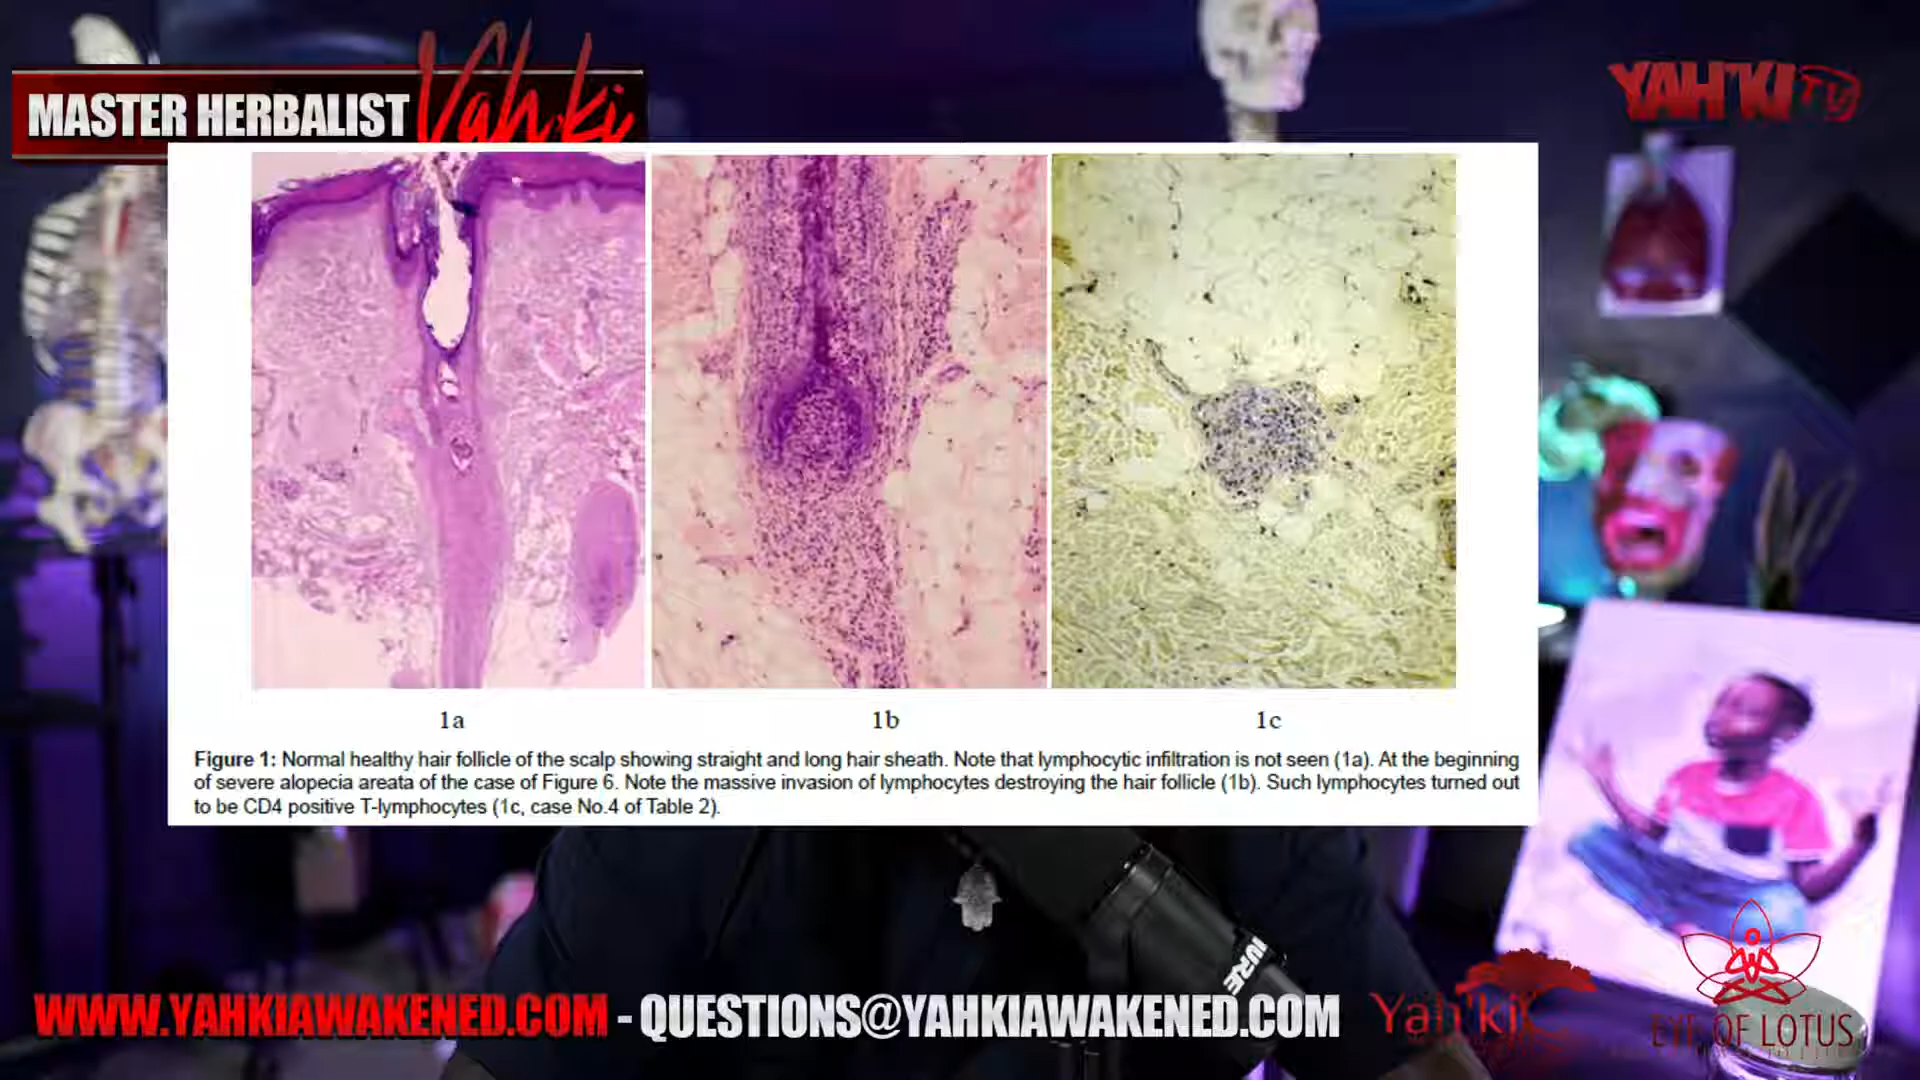 MASTER HERBALIST Yah'ki
YAH'KI TV
1a
1b
1c
Figure 1: Normal healthy hair follicle of the scalp showing straight and long hair sheath. Note that lymphocytic infiltration is not seen (1a). At the beginning
of severe alopecia areata of the case of Figure 6. Note the massive invasion of lymphocytes destroying the hair follicle (1b). Such lymphocytes turned out
to be CD4 positive T-lymphocytes (1c, case No.4 of Table 2).
WWW.YAHKIAWAKENED.COM - QUESTIONS@YAHKIAWAKENED.COM
Yah'ki
EYE OF LOTUS